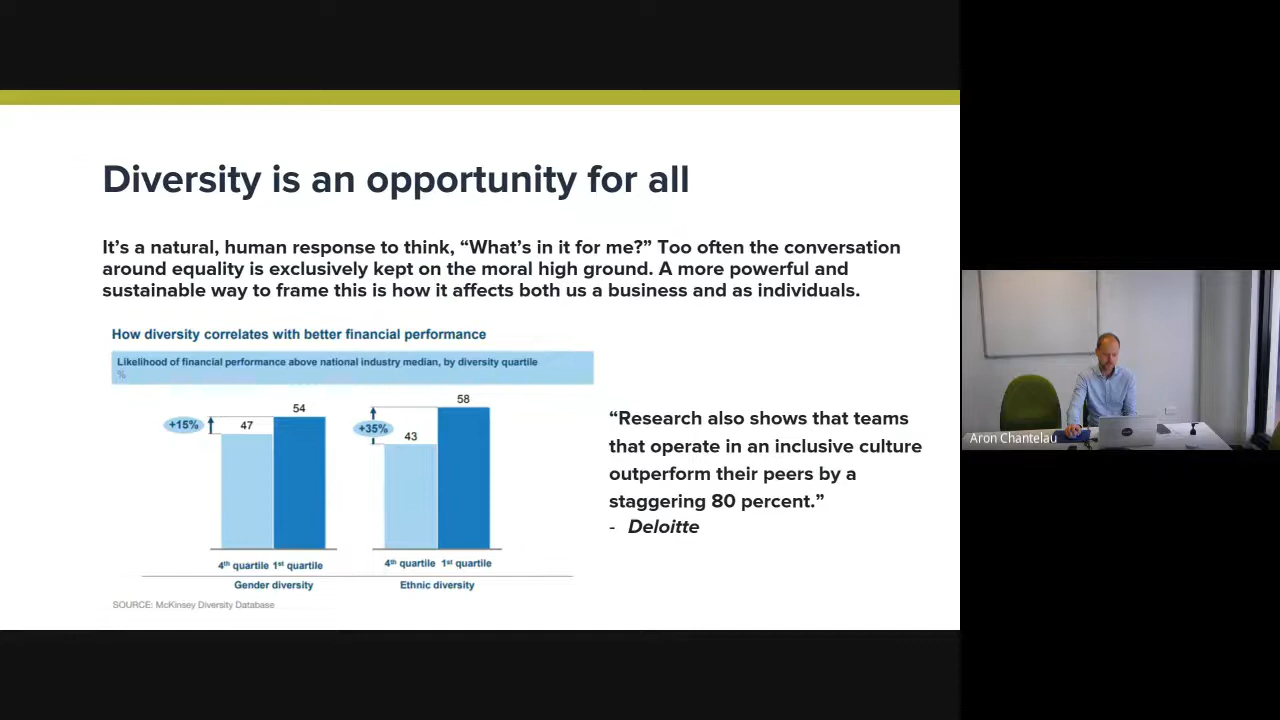 Diversity is an opportunity for all
It's a natural, human response to think, “What's in it for me?” Too often the conversation
around equality is exclusively kept on the moral high ground. A more powerful and
sustainable way to frame this is how it affects both us a business and as individuals.
How diversity correlates with better financial performance
Likelihood of financial performance above national industry median, by diversity quartile
%
+15%
47
54
+35%
43
58
4th quartile 1st quartile
4th quartile 1st quartile
Gender diversity
Ethnic diversity
SOURCE: McKinsey Diversity Database
“Research also shows that teams
that operate in an inclusive culture
outperform their peers by a
staggering 80 percent.”
- Deloitte
Aron Chantelau